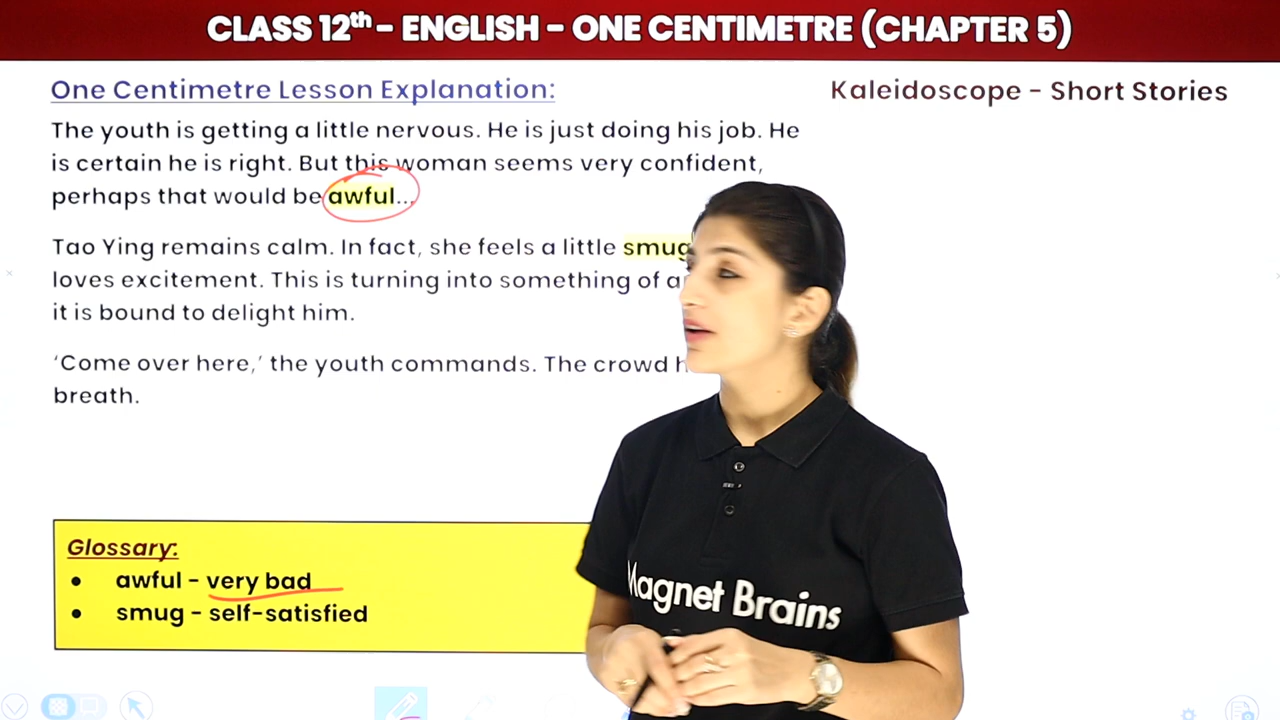 CLASS 12th - ENGLISH - ONE CENTIMETRE (CHAPTER 5)
One Centimetre Lesson Explanation:
Kaleidoscope - Short Stories
The youth is getting a little nervous. He is just doing his job. He
is certain he is right. But this woman seems very confident,
perhaps that would be awful...
Tao Ying remains calm. In fact, she feels a little smug
loves excitement. This is turning into something of
it is bound to delight him.
‘Come over here,’ the youth commands. The crowd
breath.
Glossary:
• awful - very bad
• smug - self-satisfied
Magnet Brains